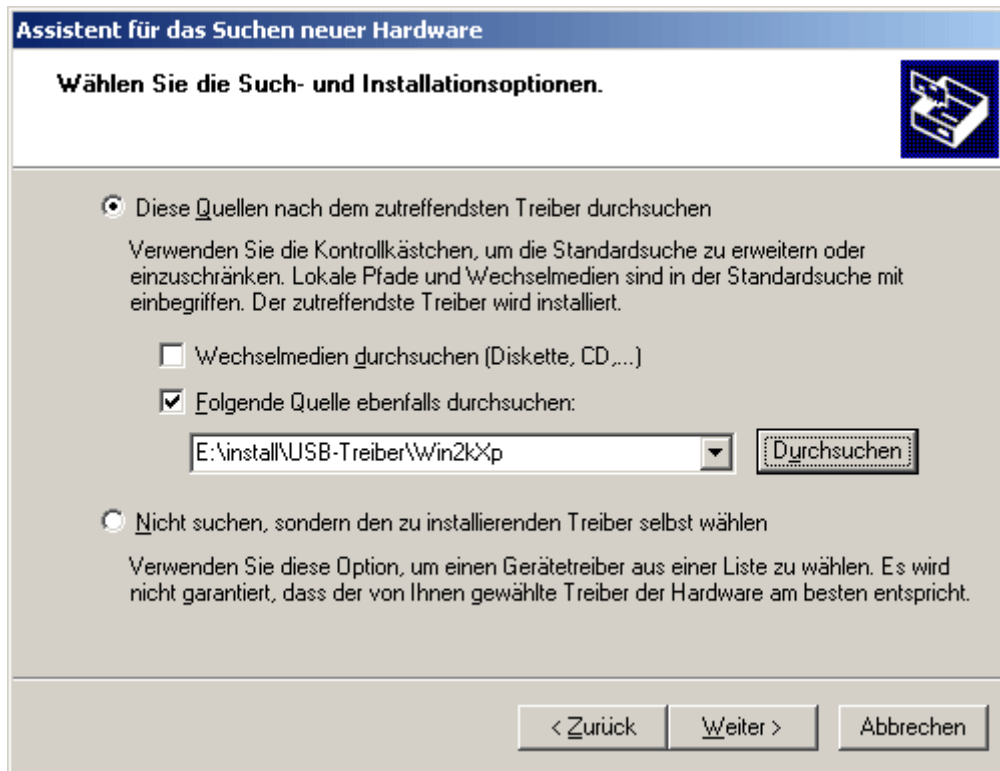 Assistent für das Suchen neuer Hardware
Wählen Sie die Such- und Installationsoptionen.
Diese Quellen nach dem zutreffendsten Treiber durchsuchen
Verwenden Sie die Kontrollkästchen, um die Standardsuche zu erweitern oder
einzuschränken. Lokale Pfade und Wechselmedien sind in der Standardsuche mit
einbegriffen. Der zutreffendste Treiber wird installiert.
Wechselmedien durchsuchen (Diskette, CD,...)
Folgende Quelle ebenfalls durchsuchen:
E:\install\USB-Treiber\Win2kXp
Durchsuchen
Nicht suchen, sondern den zu installierenden Treiber selbst wählen
Verwenden Sie diese Option, um einen Gerätetreiber aus einer Liste zu wählen. Es wird
nicht garantiert, dass der von Ihnen gewählte Treiber der Hardware am besten entspricht.
< Zurück
Weiter >
Abbrechen